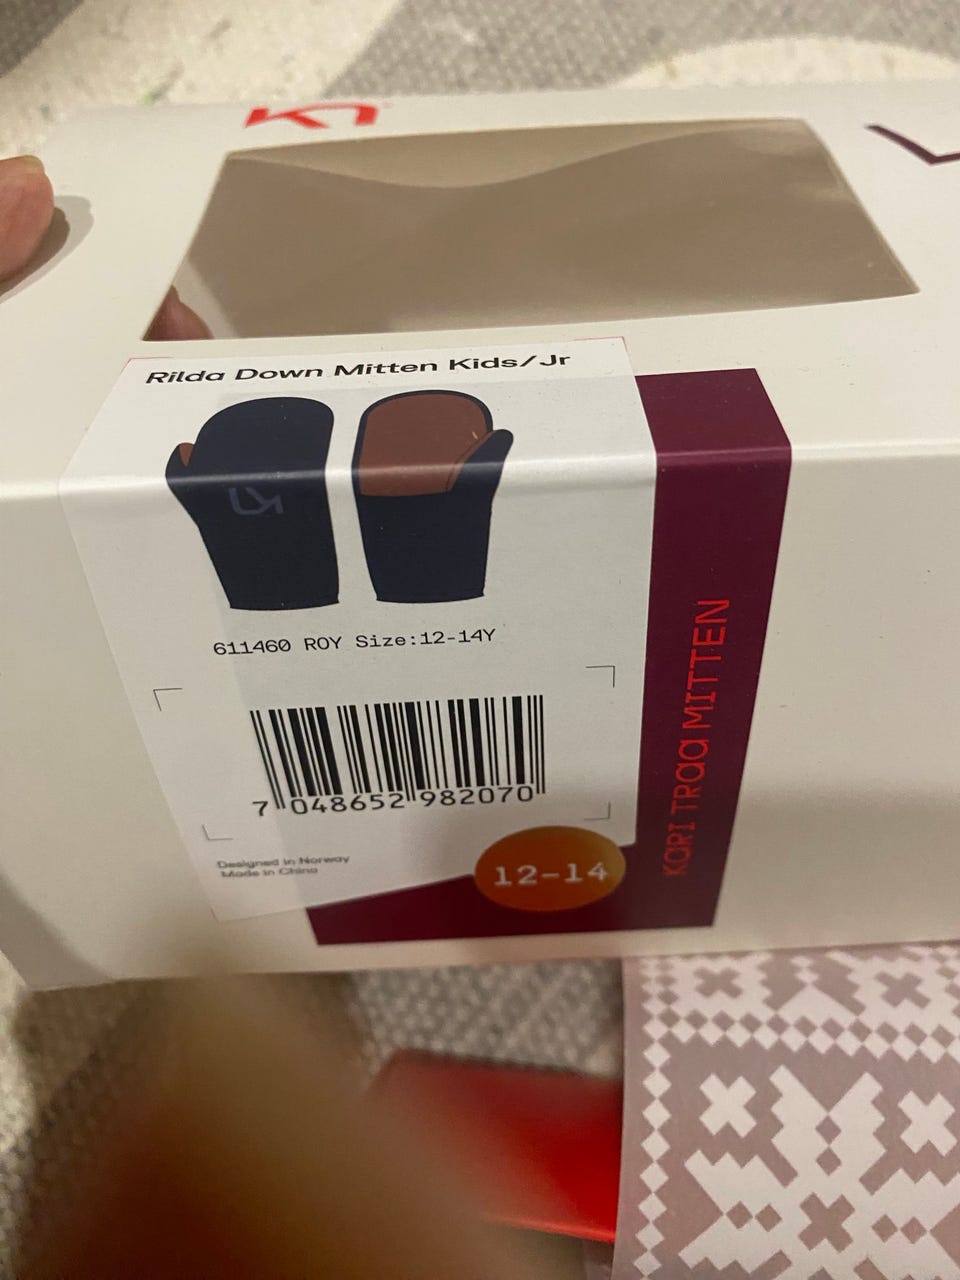 Rilda Down Mitten Kids/Jr
611460 ROY Size:12-14Y
7 048652 982070
Designed in Norway
Made in China
12-14
KARI TRAA MITTEN